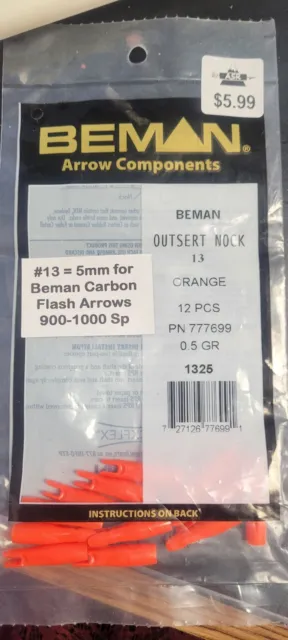 ASK
$5.99
BEMAN®
Arrow Components
BEMAN
OUTSERT NOCK
13
ORANGE
12 PCS
PN 777699
0.5 GR
1325
7 27126 77699 1
#13 = 5mm for
Beman Carbon
Flash Arrows
900-1000 Sp
INSTRUCTIONS ON BACK